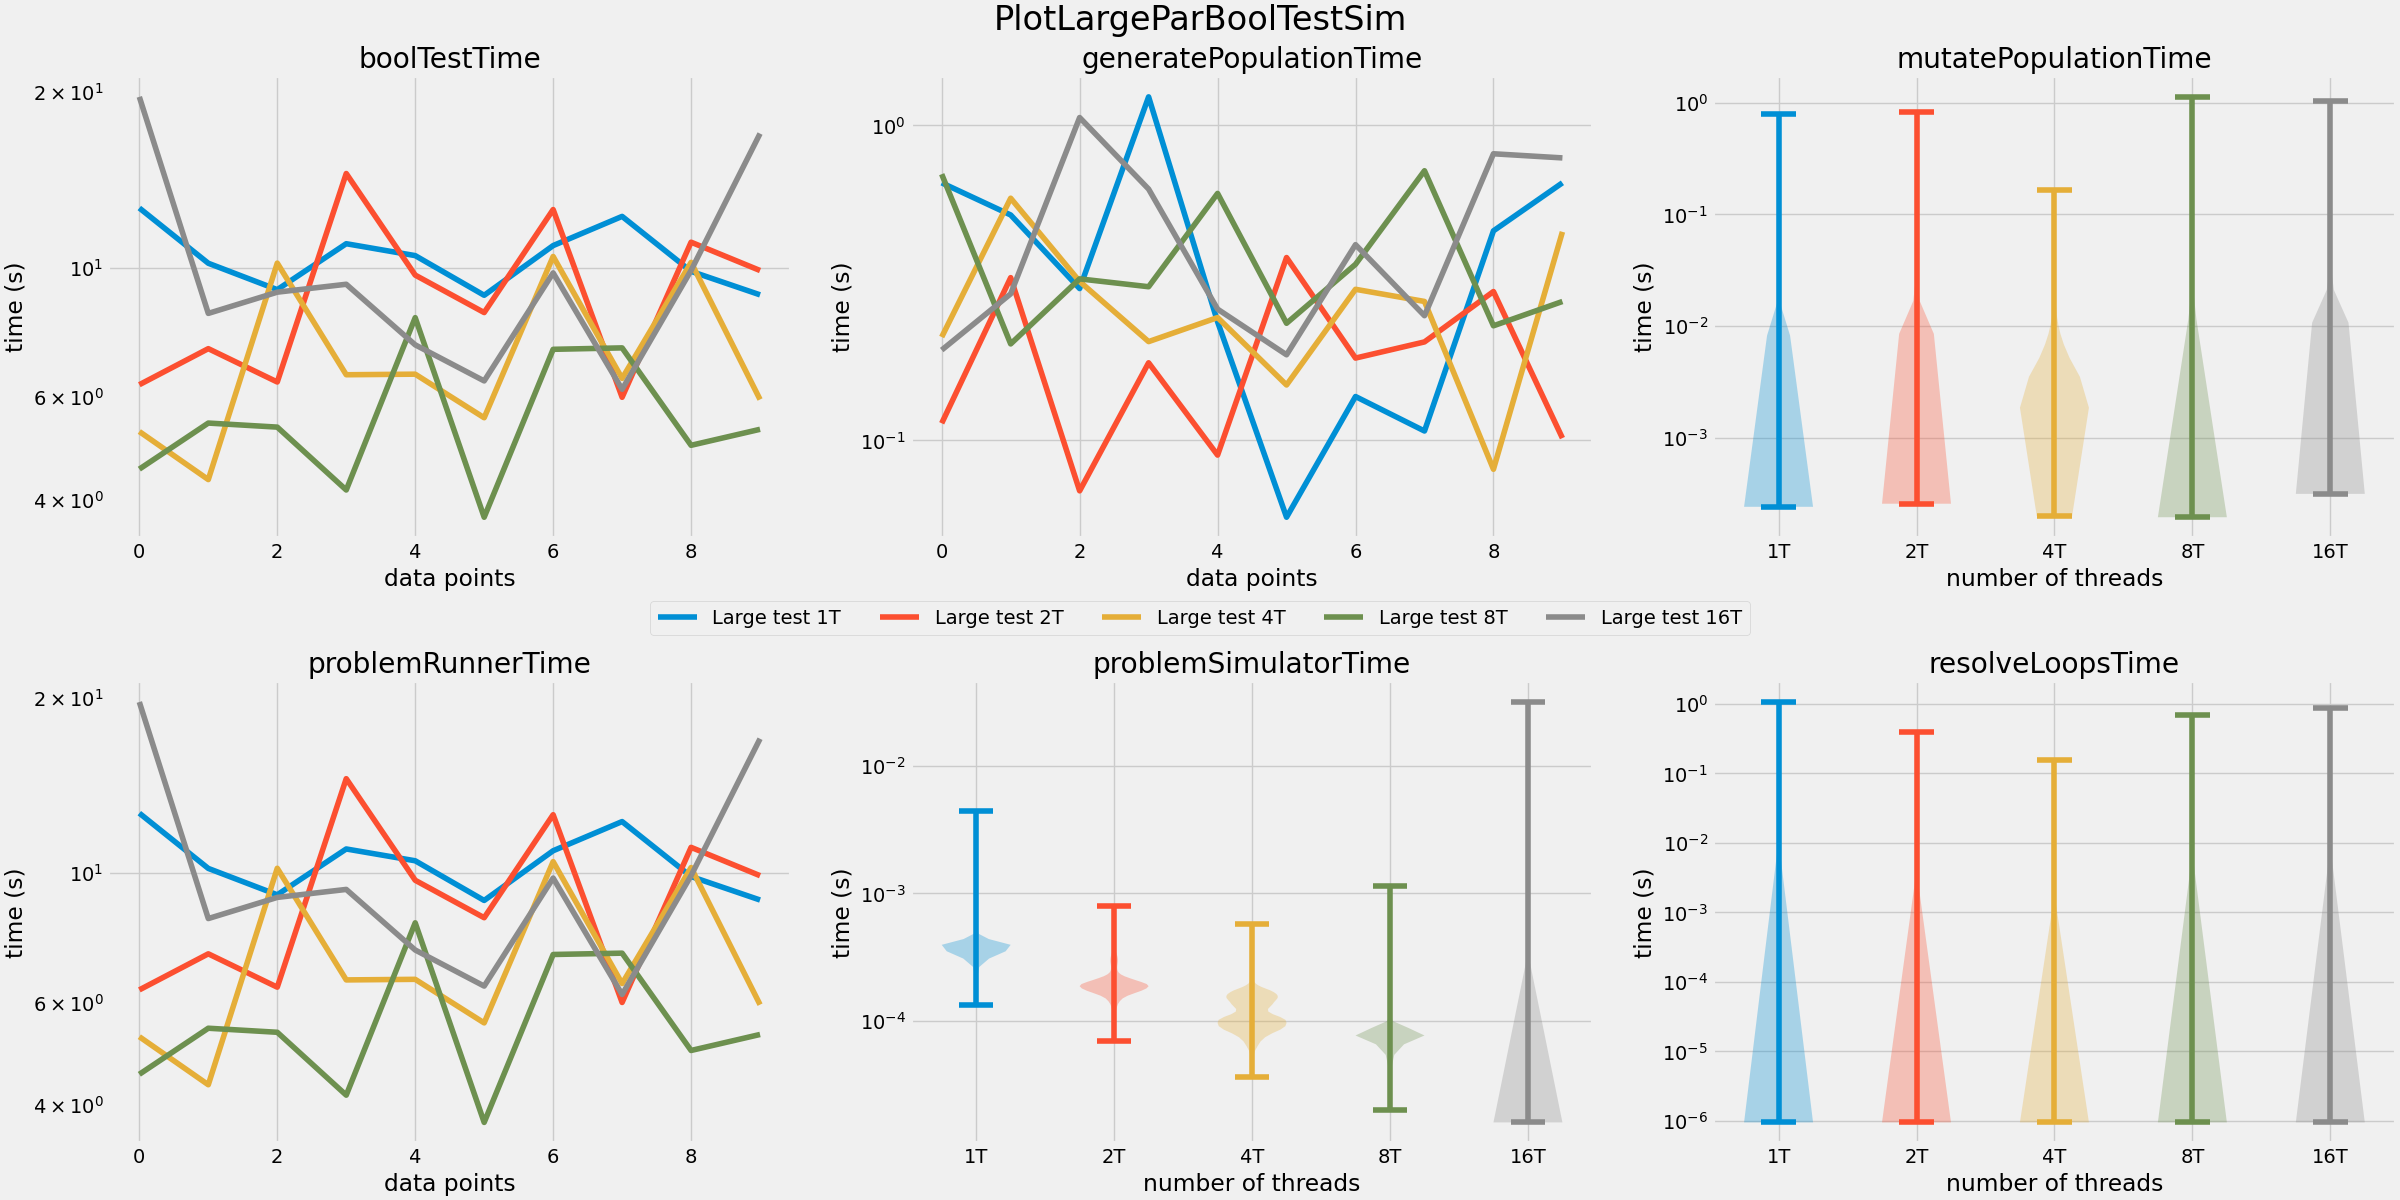 PlotLargeParBoolTestSim
boolTestTime
generatePopulationTime
mutatePopulationTime
2 × 10¹
10¹
6 × 10⁰
4 × 10⁰
time (s)
0 2 4 6 8
data points
10⁰
10⁻¹
time (s)
0 2 4 6 8
data points
10⁰
10⁻¹
10⁻²
10⁻³
time (s)
1T 2T 4T 8T 16T
number of threads
Large test 1T Large test 2T Large test 4T Large test 8T Large test 16T
problemRunnerTime
problemSimulatorTime
resolveLoopsTime
2 × 10¹
10¹
6 × 10⁰
4 × 10⁰
time (s)
0 2 4 6 8
data points
10⁻²
10⁻³
10⁻⁴
time (s)
1T 2T 4T 8T 16T
number of threads
10⁰
10⁻¹
10⁻²
10⁻³
10⁻⁴
10⁻⁵
10⁻⁶
time (s)
1T 2T 4T 8T 16T
number of threads